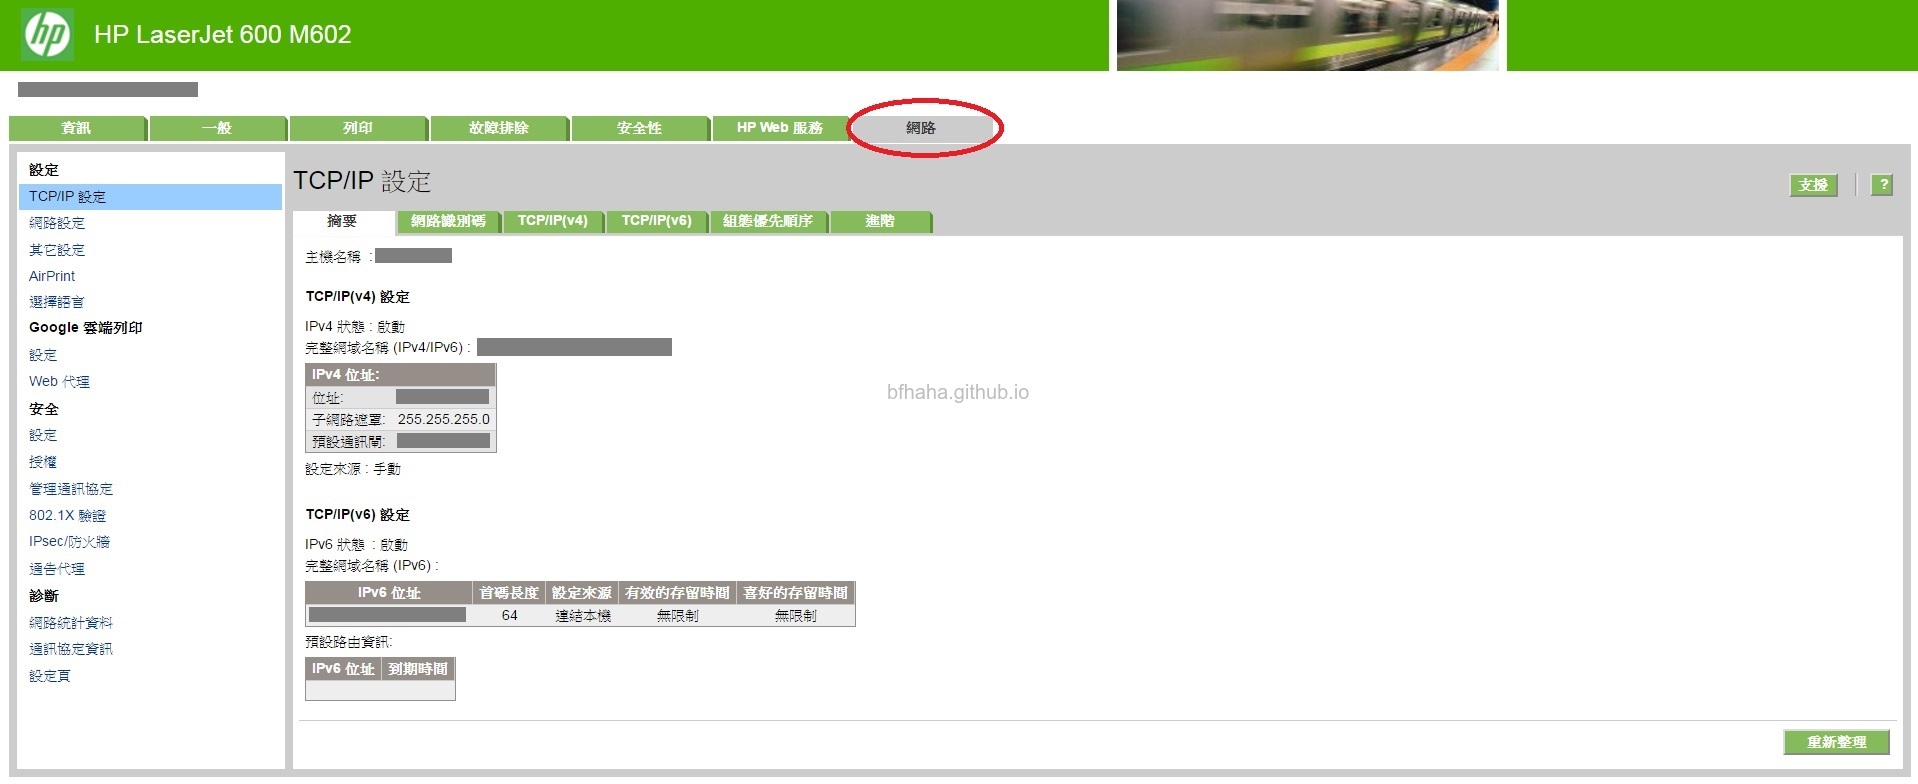 hp HP LaserJet 600 M602
資訊 一般 列印 故障排除 安全性 HP Web 服務 網路
設定
TCP/IP 設定
網路設定
其它設定
AirPrint
選擇語言
Google 雲端列印
設定
Web 代理
安全
設定
授權
管理通訊協定
802.1X 驗證
IPsec/防火牆
通告代理
診斷
網路統計資料
通訊協定資訊
設定頁
TCP/IP 設定
支援 ?
摘要 網路識別碼 TCP/IP(v4) TCP/IP(v6) 組態優先順序 進階
主機名稱 :
TCP/IP(v4) 設定
IPv4 狀態 : 啟動
完整網域名稱 (IPv4/IPv6) :
IPv4 位址:
位址:
子網路遮罩: 255.255.255.0
預設通訊閘:
設定來源 : 手動
TCP/IP(v6) 設定
IPv6 狀態 : 啟動
完整網域名稱 (IPv6) :
IPv6 位址 首碼長度 設定來源 有效的存留時間 喜好的存留時間
64 連結本機 無限制 無限制
預設路由資訊:
IPv6 位址 到期時間
bfhaha.github.io
重新整理